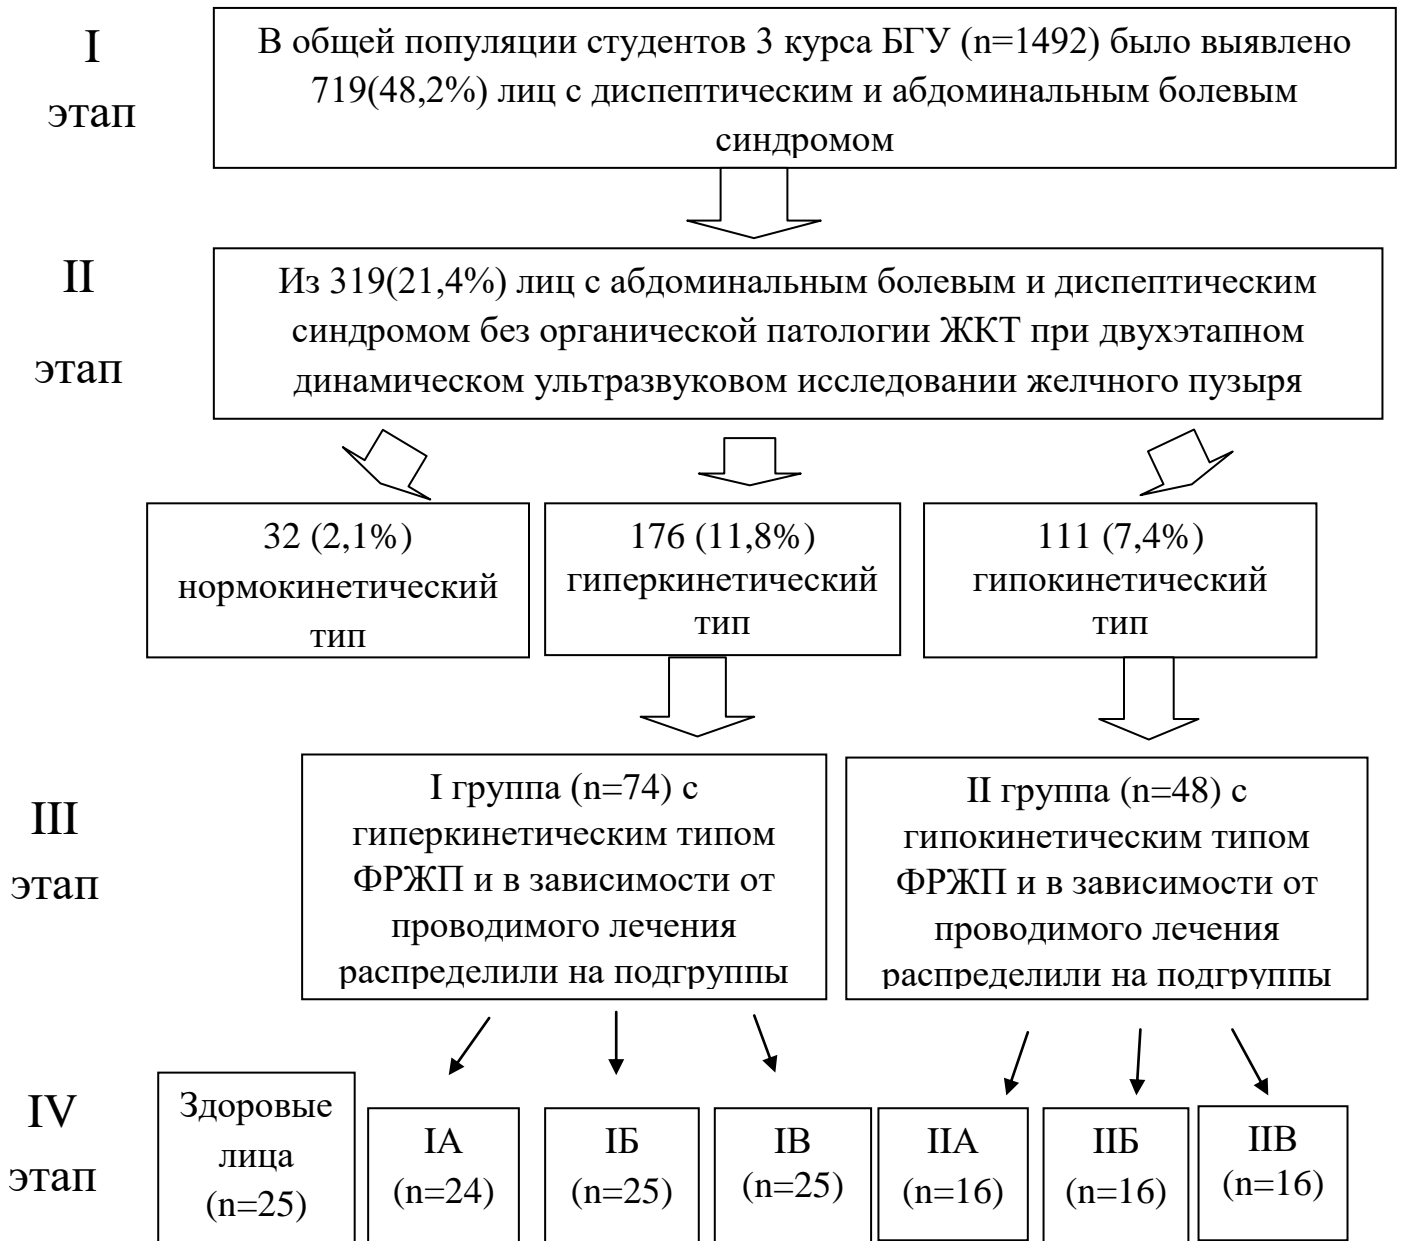 I
этап
В общей популяции студентов 3 курса БГУ (n=1492) было выявлено
719(48,2%) лиц с диспептическим и абдоминальным болевым
синдромом
II
этап
Из 319(21,4%) лиц с абдоминальным болевым и диспептическим
синдромом без органической патологии ЖКТ при двухэтапном
динамическом ультразвуковом исследовании желчного пузыря
32 (2,1%)
нормокинетический
тип
176 (11,8%)
гиперкинетический
тип
111 (7,4%)
гипокинетический
тип
III
этап
I группа (n=74) с
гиперкинетическим типом
ФРЖП и в зависимости от
проводимого лечения
распределили на подгруппы
II группа (n=48) с
гипокинетическим типом
ФРЖП и в зависимости от
проводимого лечения
распределили на подгруппы
IV
этап
Здоровые
лица
(n=25)
IА
(n=24)
IБ
(n=25)
IВ
(n=25)
IIА
(n=16)
IIБ
(n=16)
IIВ
(n=16)